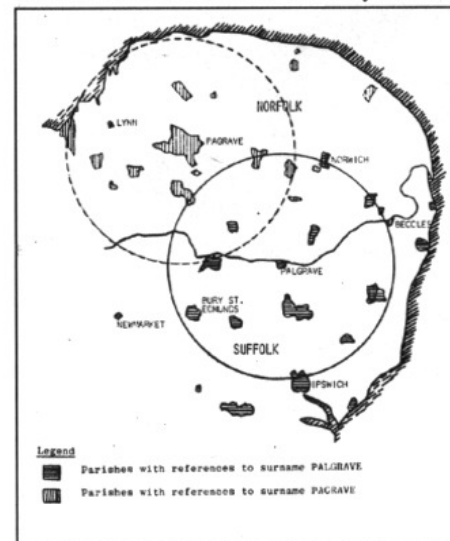 NORFOLK
LYNN
PAGRAVE
NORWICH
BECCLES
PALGRAVE
BURY ST.
EDMUNDS
NEWMARKET
SUFFOLK
IPSWICH
Legend
Parishes with references to surname PALGRAVE
Parishes with references to surname PAGRAVE